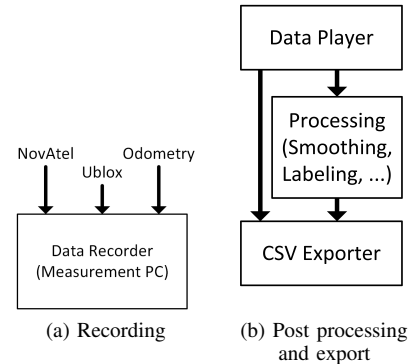 NovAtel
Ublox
Odometry
Data Recorder
(Measurement PC)
(a) Recording
Data Player
Processing
(Smoothing,
Labeling, ...)
CSV Exporter
(b) Post processing
and export